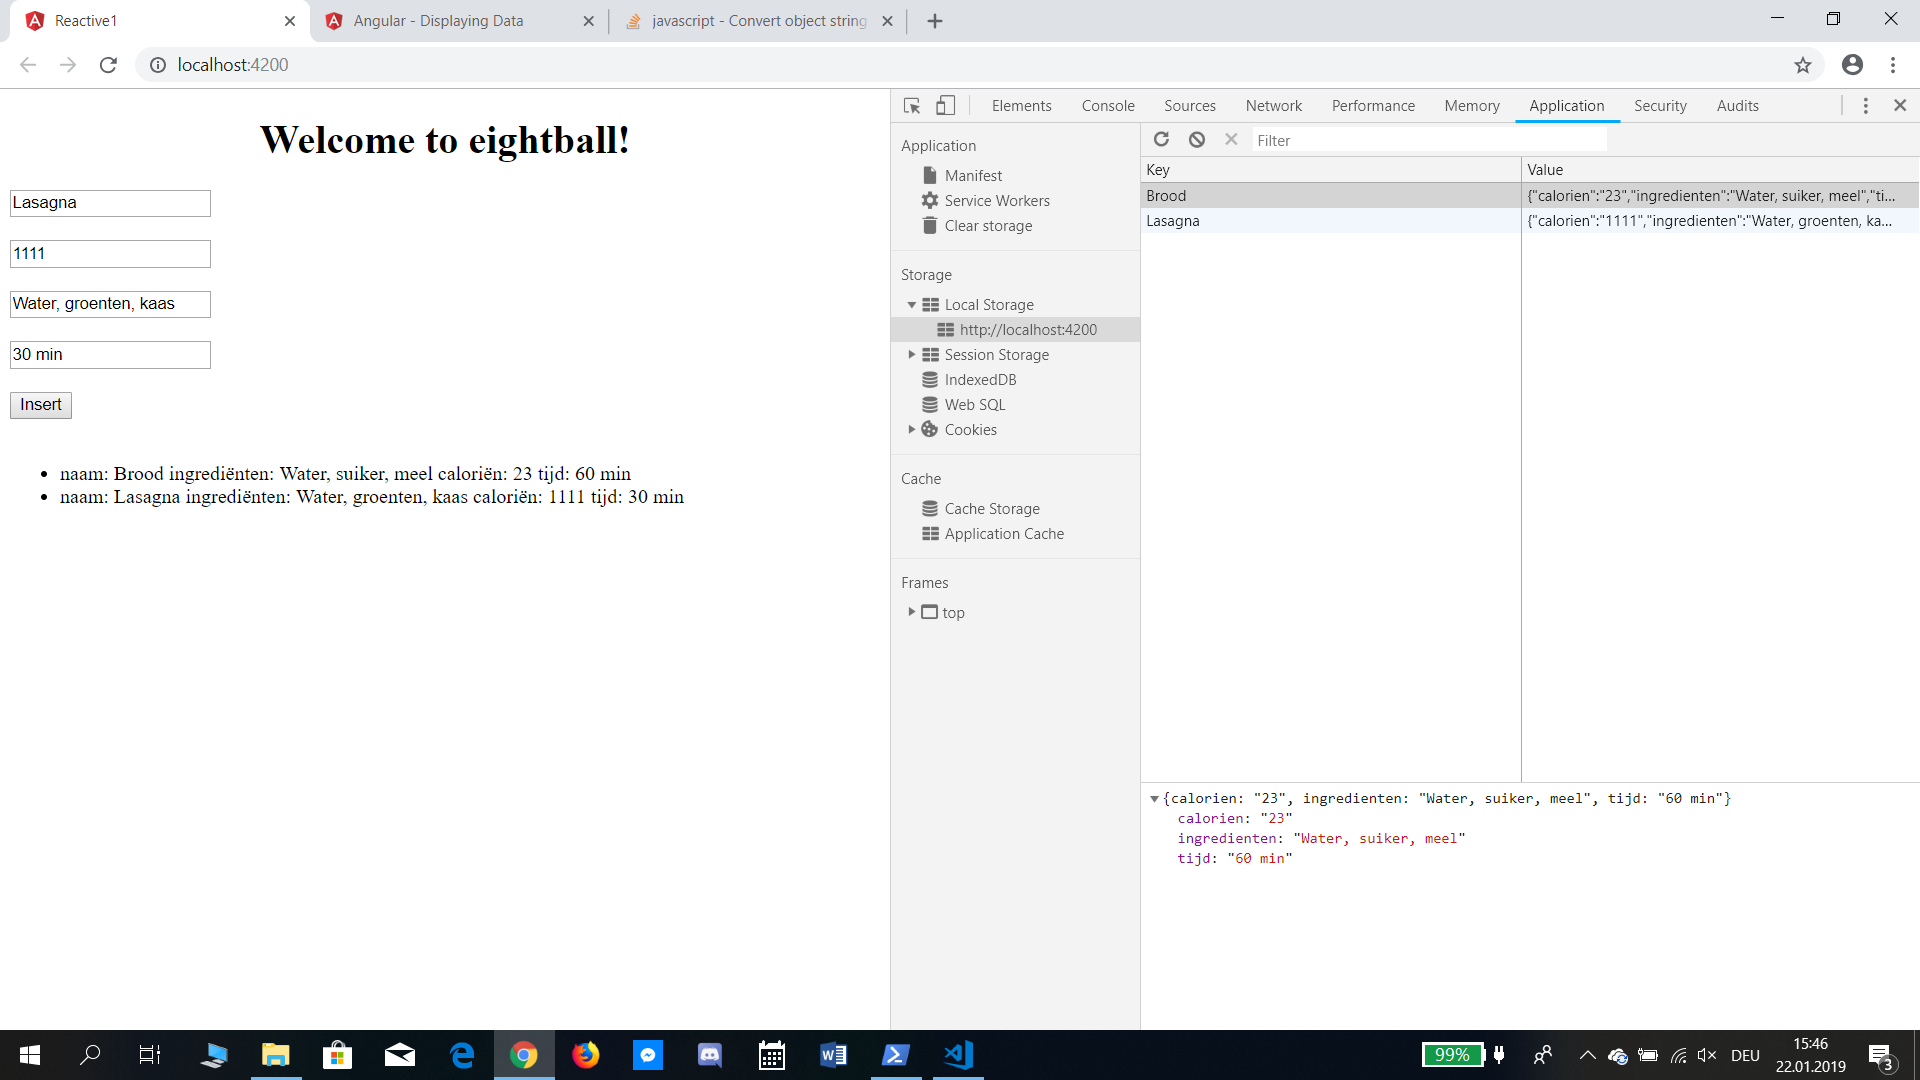 Reactive1
Angular - Displaying Data
javascript - Convert object string
localhost:4200
Welcome to eightball!
Lasagna
1111
Water, groenten, kaas
30 min
Insert
naam: Brood ingrediënten: Water, suiker, meel caloriën: 23 tijd: 60 min
naam: Lasagna ingrediënten: Water, groenten, kaas caloriën: 1111 tijd: 30 min
Elements Console Sources Network Performance Memory Application Security Audits
Application
Manifest
Service Workers
Clear storage
Storage
Local Storage
http://localhost:4200
Session Storage
IndexedDB
Web SQL
Cookies
Cache
Cache Storage
Application Cache
Frames
top
Filter
Key Value
Brood {"calorien":"23","ingredienten":"Water, suiker, meel","ti...
Lasagna {"calorien":"1111","ingredienten":"Water, groenten, ka...
{calorien: "23", ingredienten: "Water, suiker, meel", tijd: "60 min"}
calorien: "23"
ingredienten: "Water, suiker, meel"
tijd: "60 min"
99%
DEU
15:46
22.01.2019
3